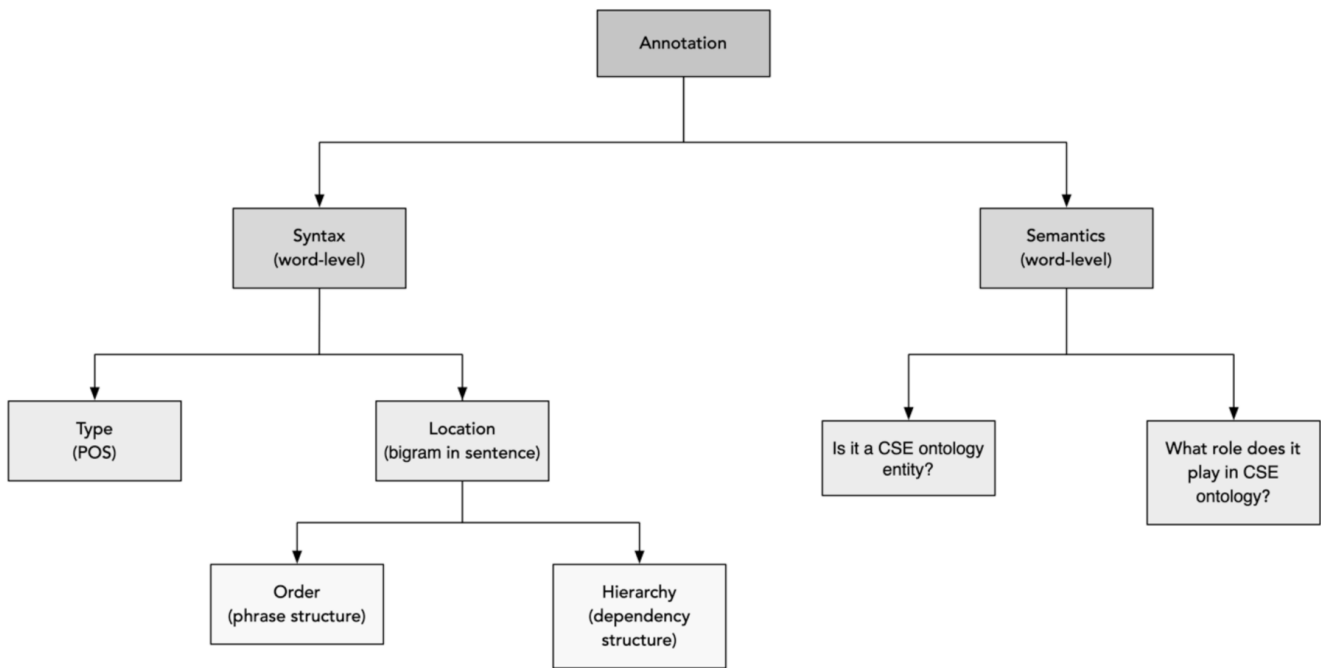 Annotation
Syntax
(word-level)
Semantics
(word-level)
Type
(POS)
Location
(bigram in sentence)
Is it a CSE ontology
entity?
What role does it
play in CSE
ontology?
Order
(phrase structure)
Hierarchy
(dependency
structure)